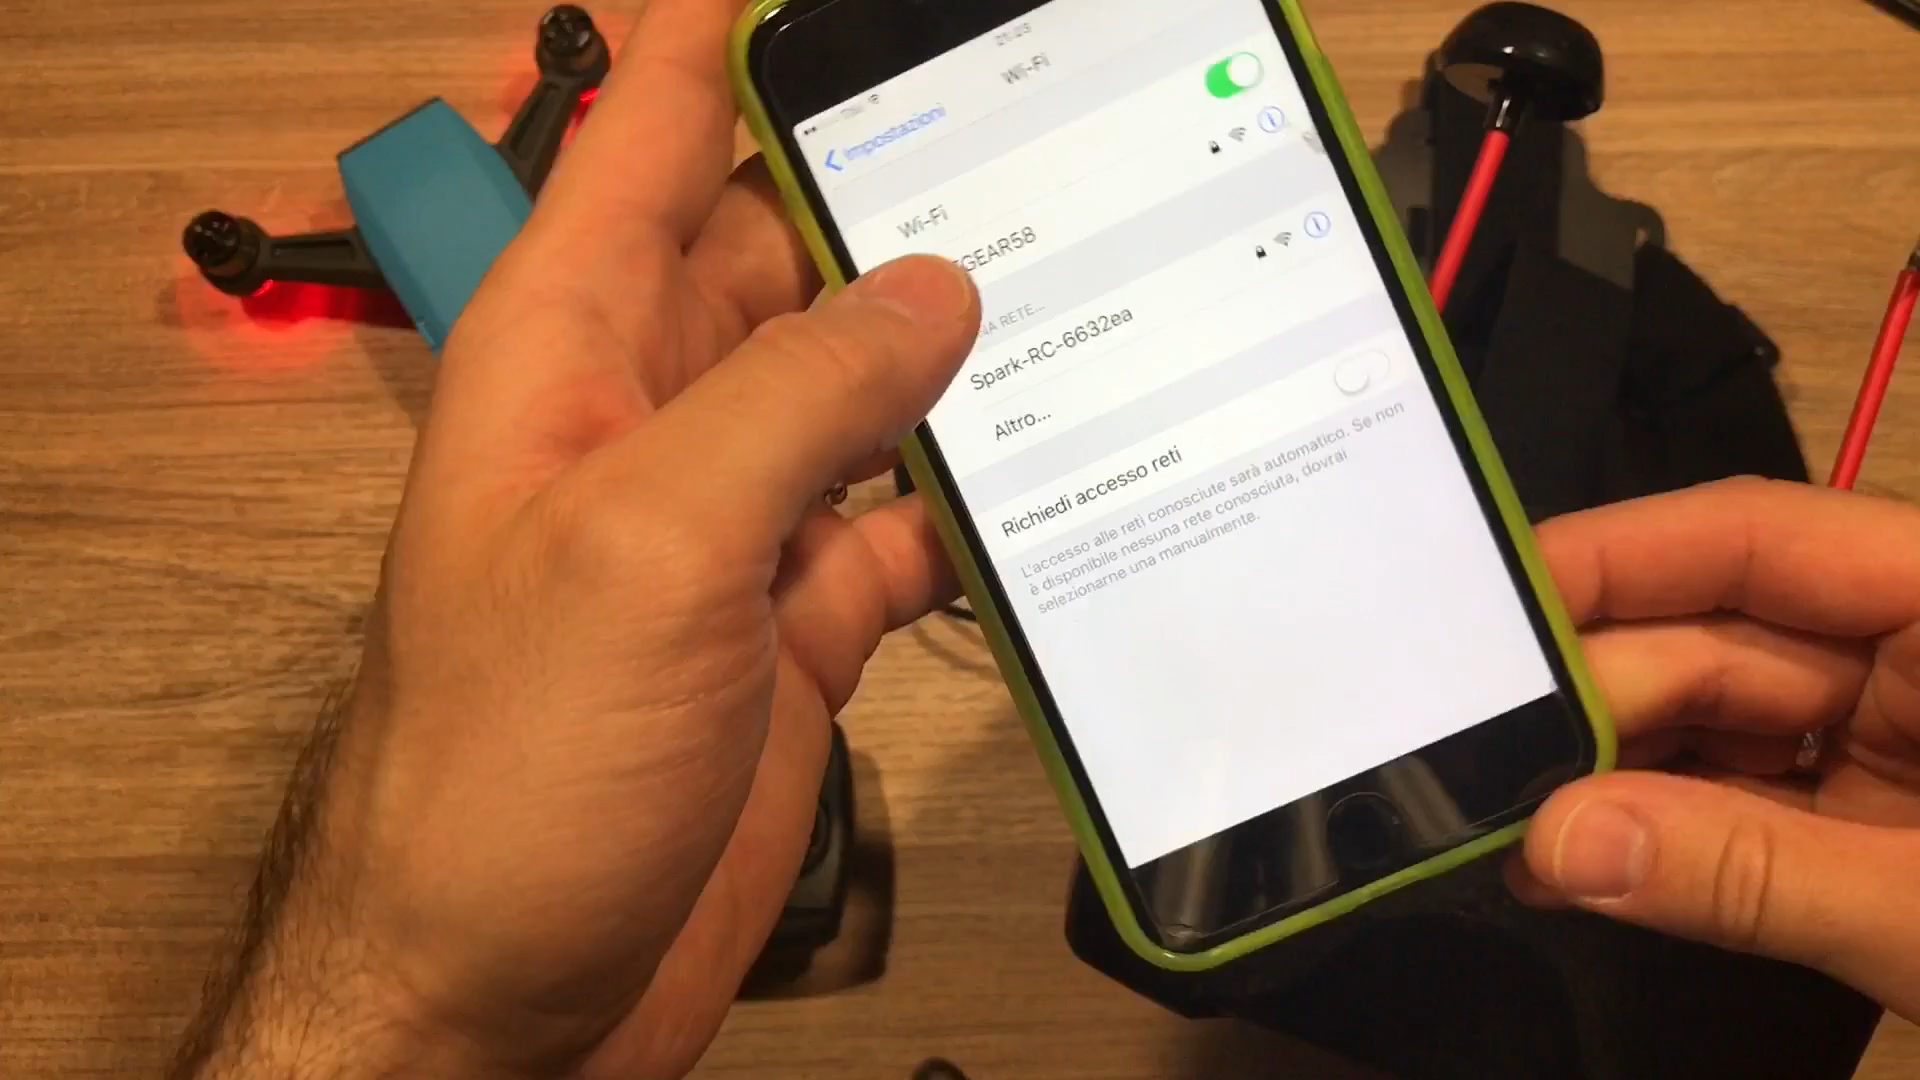 Wi-Fi
Impostazioni
Wi-Fi
GEAR58
RETE...
Spark-RC-6632ea
Altro...
Richiedi accesso reti
L'accesso alle reti conosciute sarà automatico. Se non
è disponibile nessuna rete conosciuta, dovrai
selezionarne una manualmente.